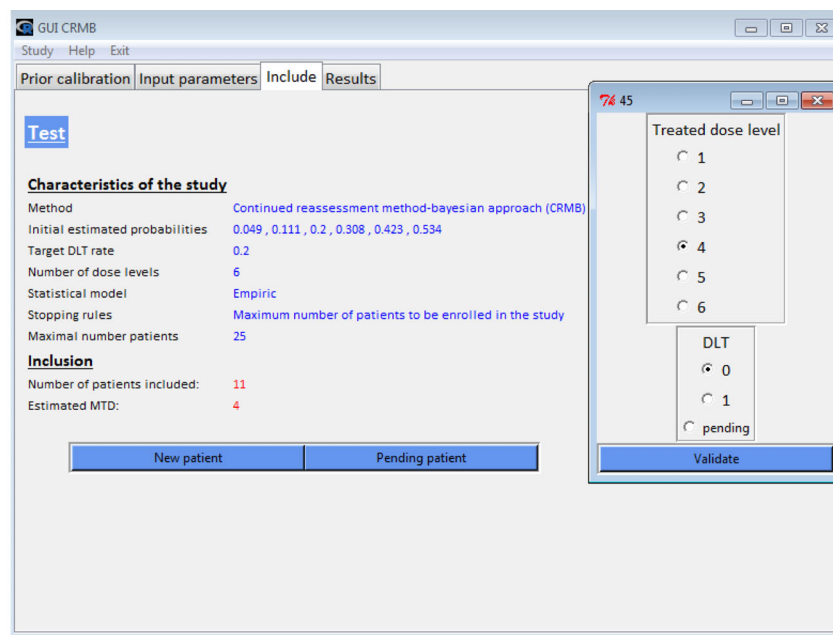 GUI CRMB
Study Help Exit
Prior calibration Input parameters Include Results
Test
Characteristics of the study
Method Continued reassessment method-bayesian approach (CRMB)
Initial estimated probabilities 0.049 , 0.111 , 0.2 , 0.308 , 0.423 , 0.534
Target DLT rate 0.2
Number of dose levels 6
Statistical model Empiric
Stopping rules Maximum number of patients to be enrolled in the study
Maximal number patients 25
Inclusion
Number of patients included: 11
Estimated MTD: 4
New patient Pending patient
45
Treated dose level
1
2
3
4
5
6
DLT
0
1
pending
Validate